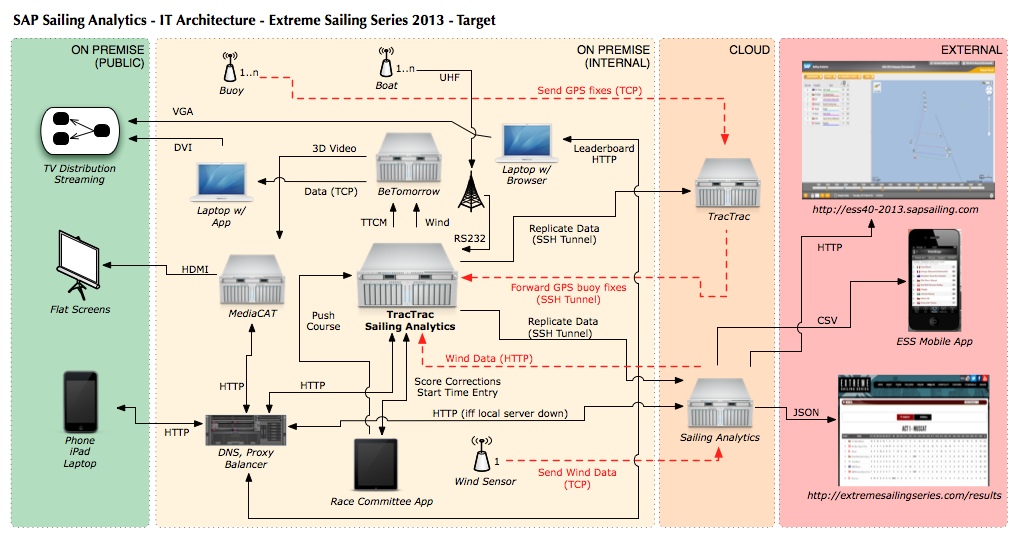 SAP Sailing Analytics - IT Architecture - Extreme Sailing Series 2013 - Target
ON PREMISE
(PUBLIC)
ON PREMISE
(INTERNAL)
CLOUD
EXTERNAL
1..n
Buoy
1..n
Boat
UHF
Send GPS fixes (TCP)
VGA
DVI
TV Distribution
Streaming
Laptop w/
App
3D Video
Data (TCP)
BeTomorrow
Laptop w/
Browser
Leaderboard
HTTP
TracTrac
http://ess40-2013.sapsailing.com
TTCM
Wind
RS232
Replicate Data
(SSH Tunnel)
HTTP
HDMI
Flat Screens
MediaCAT
Push
Course
TracTrac
Sailing Analytics
Forward GPS buoy fixes
(SSH Tunnel)
Replicate Data
(SSH Tunnel)
CSV
ESS Mobile App
Wind Data (HTTP)
HTTP
HTTP
Score Corrections
Start Time Entry
HTTP (iff local server down)
Sailing Analytics
JSON
EXTREME
SAILING SERIES
ACT 1 - MUSCAT
HTTP
Phone
iPad
Laptop
DNS, Proxy
Balancer
Race Committee App
1
Wind Sensor
Send Wind Data
(TCP)
http://extremesailingseries.com/results